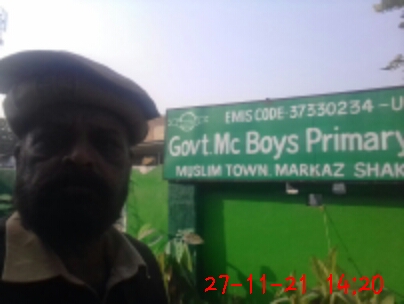 EMIS CODE-37330234-U
Govt. Mc Boys Primary
MUSLIM TOWN. MARKAZ SHAK
27-11-21 14:20